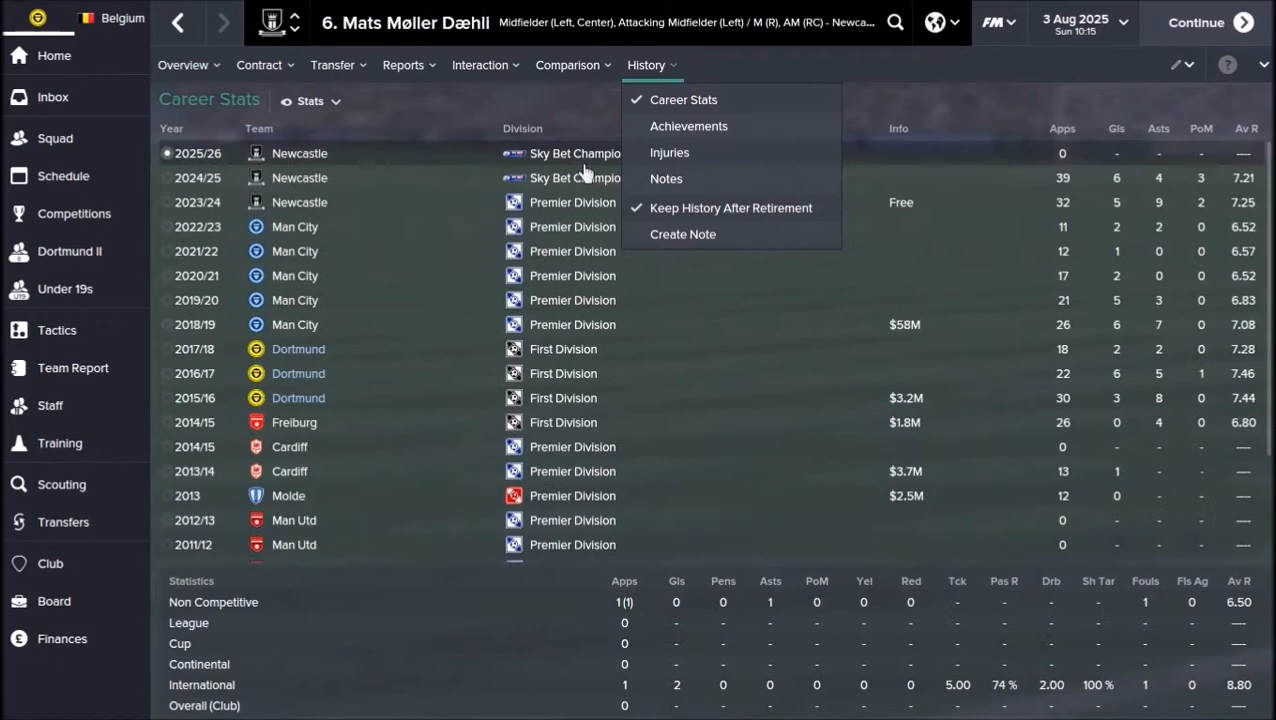 Belgium
6. Mats Møller Dæhli Midfielder (Left, Center), Attacking Midfielder (Left) / M (R), AM (RC) - Newca...
FM
3 Aug 2025
Sun 10:15
Continue
Home
Inbox
Squad
Schedule
Competitions
Dortmund II
Under 19s
Tactics
Team Report
Staff
Training
Scouting
Transfers
Club
Board
Finances
Overview Contract Transfer Reports Interaction Comparison History ?
Career Stats Stats
Career Stats
Achievements
Injuries
Notes
Keep History After Retirement
Create Note
Year Team Division Info Apps Gls Asts PoM Av R
2025/26 Newcastle Sky Bet Champio 0 - - - ----
2024/25 Newcastle Sky Bet Champio 39 6 4 3 7.21
2023/24 Newcastle Premier Division Free 32 5 9 2 7.25
2022/23 Man City Premier Division 11 2 2 0 6.52
2021/22 Man City Premier Division 12 1 0 0 6.57
2020/21 Man City Premier Division 17 2 0 0 6.52
2019/20 Man City Premier Division 21 5 3 0 6.83
2018/19 Man City Premier Division $58M 26 6 7 0 7.08
2017/18 Dortmund First Division 18 2 2 0 7.28
2016/17 Dortmund First Division 22 6 5 1 7.46
2015/16 Dortmund First Division $3.2M 30 3 8 0 7.44
2014/15 Freiburg First Division $1.8M 26 0 4 0 6.80
2014/15 Cardiff Premier Division 0 - - - ----
2013/14 Cardiff Premier Division $3.7M 13 1 - - ----
2013 Molde Premier Division $2.5M 12 0 - - ----
2012/13 Man Utd Premier Division 0 - - - ----
2011/12 Man Utd Premier Division 0 - - - ----
Statistics Apps Gls Pens Asts PoM Yel Red Tck Pas R Drb Sh Tar Fouls Fls Ag Av R
Non Competitive 1 (1) 0 0 1 0 0 0 - - - - 1 0 6.50
League 0 - - - - - - - - - - - - ----
Cup 0 - - - - - - - - - - - - ----
Continental 0 - - - - - - - - - - - - ----
International 1 2 0 0 0 0 0 5.00 74 % 2.00 100 % 1 0 8.80
Overall (Club) 0 - - - - - - - - - - - - ----